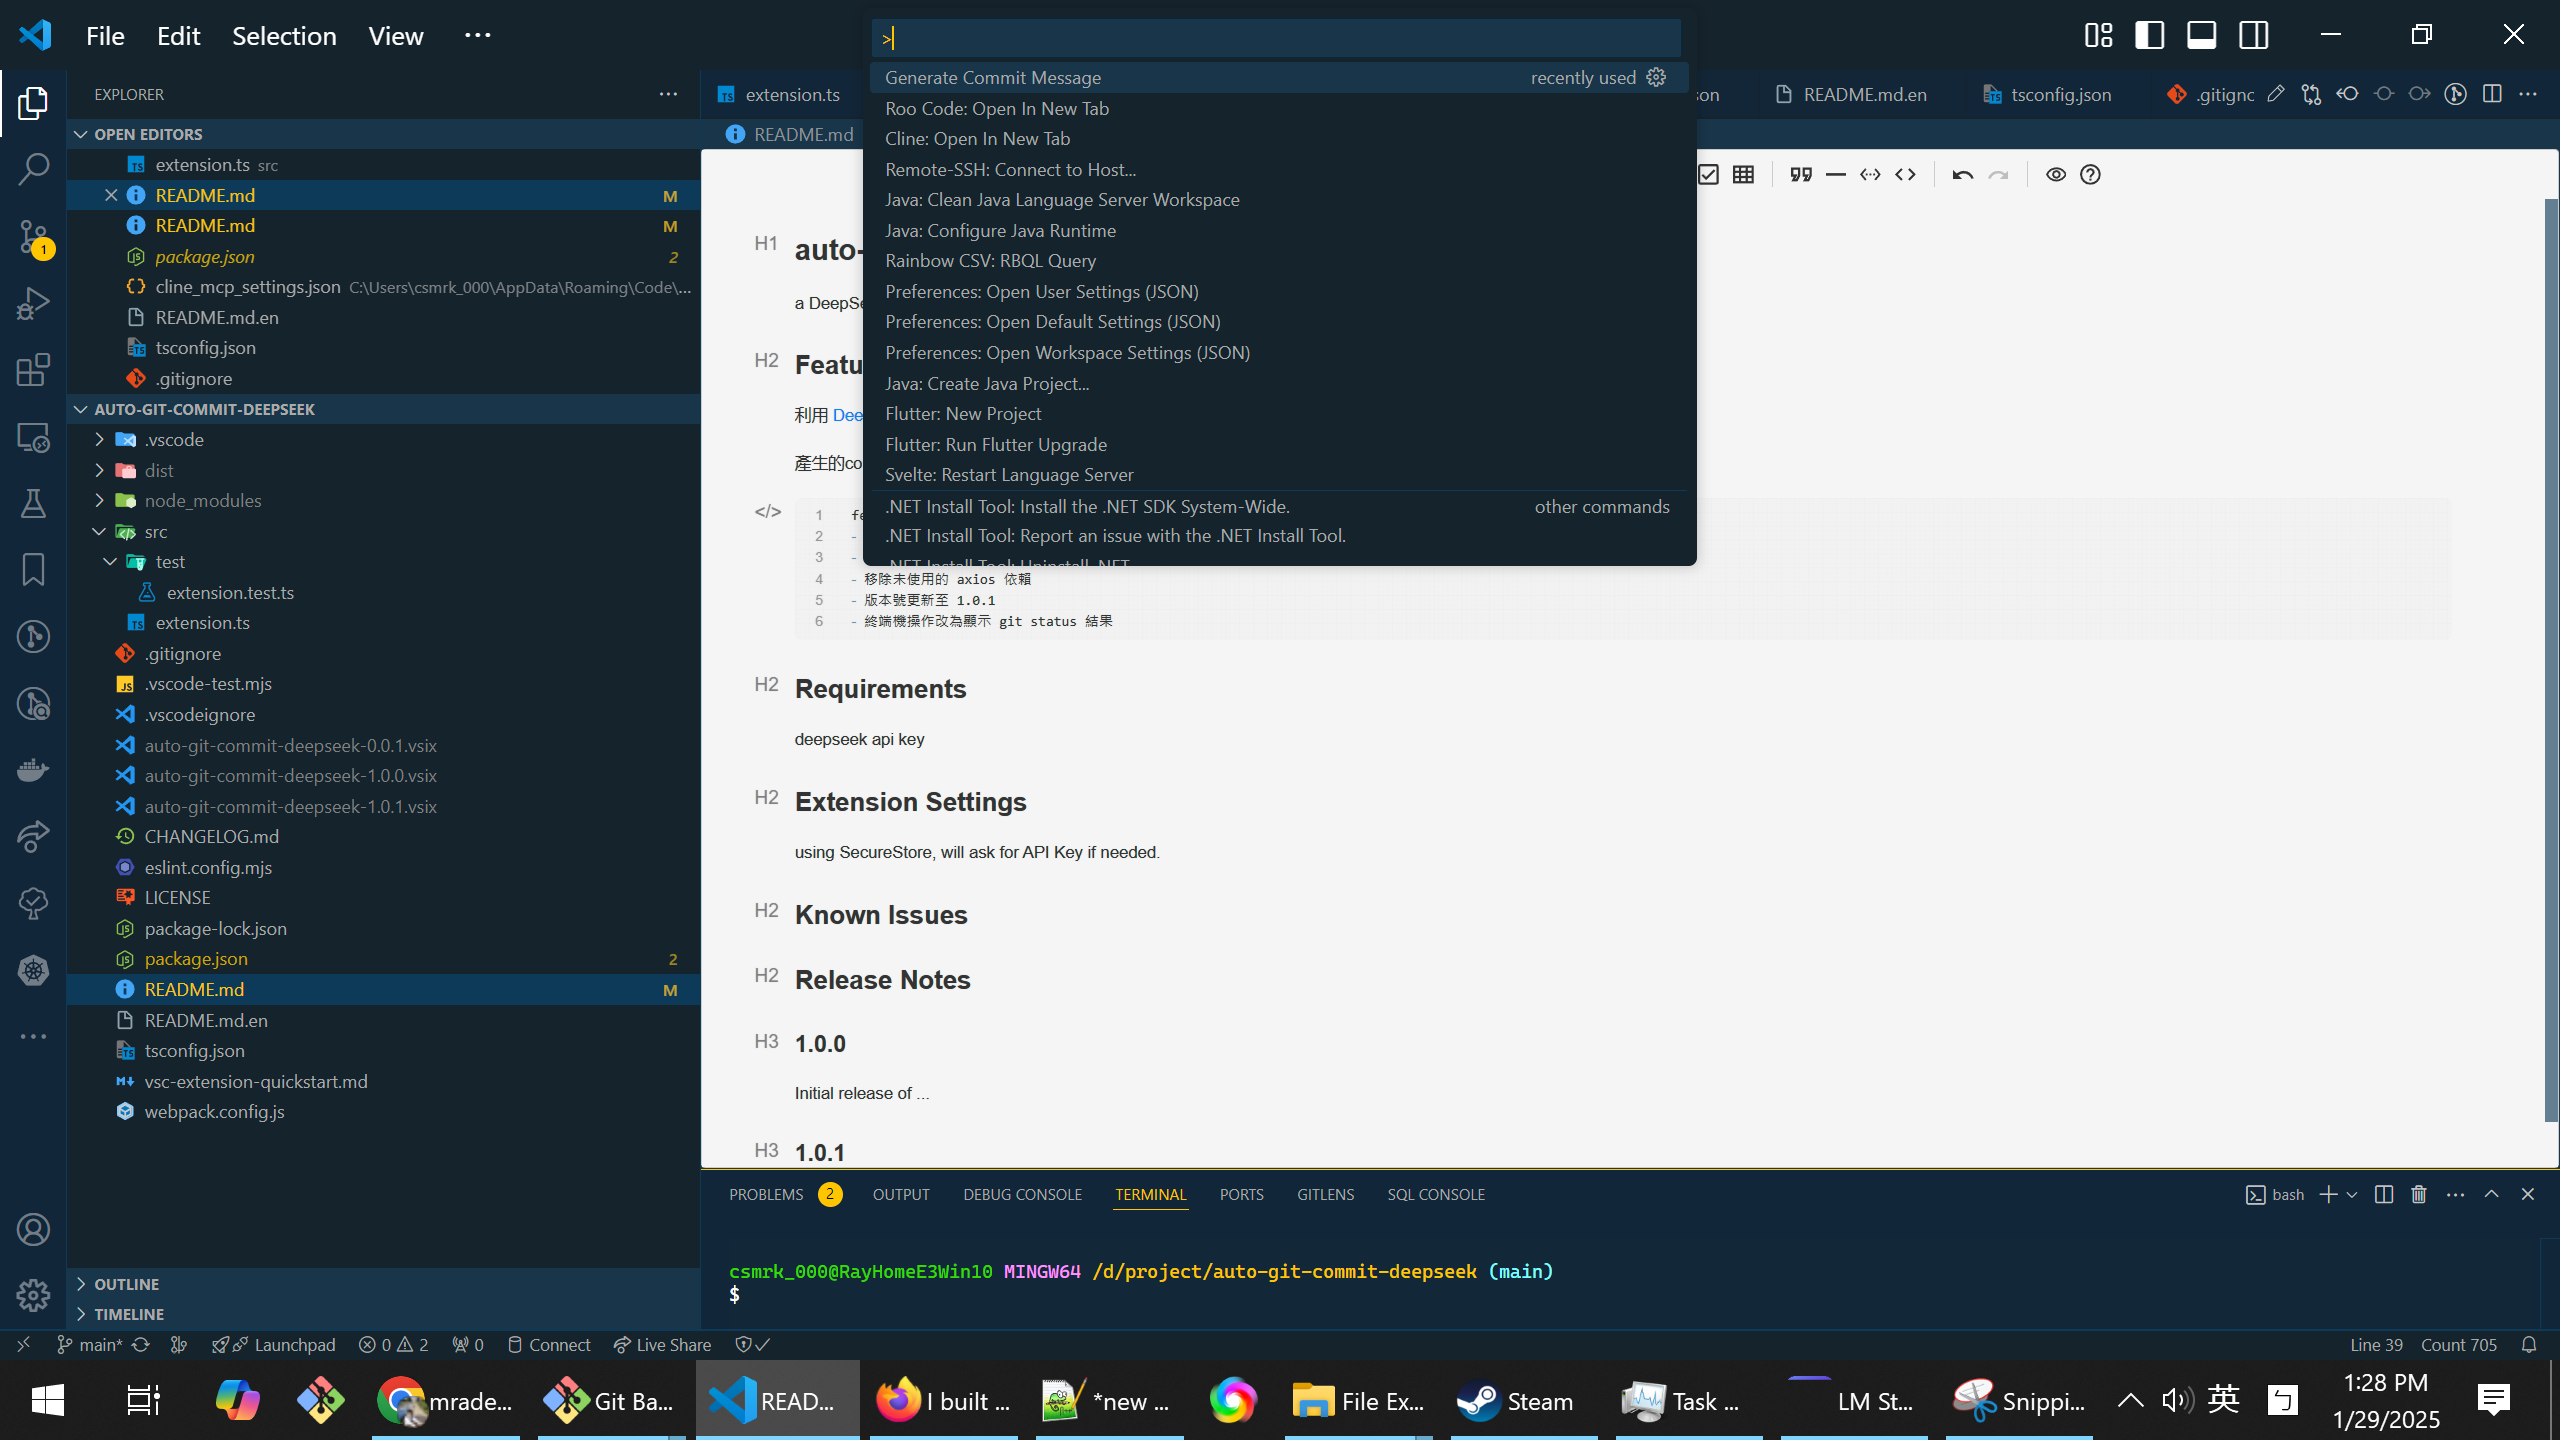 File Edit Selection View ...
>
Generate Commit Message recently used
Roo Code: Open In New Tab
Cline: Open In New Tab
Remote-SSH: Connect to Host...
Java: Clean Java Language Server Workspace
Java: Configure Java Runtime
Rainbow CSV: RBQL Query
Preferences: Open User Settings (JSON)
Preferences: Open Default Settings (JSON)
Preferences: Open Workspace Settings (JSON)
Java: Create Java Project...
Flutter: New Project
Flutter: Run Flutter Upgrade
Svelte: Restart Language Server
.NET Install Tool: Install the .NET SDK System-Wide. other commands
.NET Install Tool: Report an issue with the .NET Install Tool.
.NET Install Tool: Uninstall .NET
EXPLORER ...
OPEN EDITORS
extension.ts src
README.md M
README.md M
package.json 2
cline_mcp_settings.json C:\Users\csmrk_000\AppData\Roaming\Code\...
README.md.en
tsconfig.json
.gitignore
AUTO-GIT-COMMIT-DEEPSEEK
.vscode
dist
node_modules
src
test
extension.test.ts
extension.ts
.gitignore
.vscode-test.mjs
.vscodeignore
auto-git-commit-deepseek-0.0.1.vsix
auto-git-commit-deepseek-1.0.0.vsix
auto-git-commit-deepseek-1.0.1.vsix
CHANGELOG.md
eslint.config.mjs
LICENSE
package-lock.json
package.json 2
README.md M
README.md.en
tsconfig.json
vsc-extension-quickstart.md
webpack.config.js
OUTLINE
TIMELINE
1
extension.ts son README.md.en tsconfig.json .gitignc
README.md
H1 auto-
a DeepSe
H2 Featu
利用 Dee
產生的co
1 fe
2 -
3 -
4 - 移除未使用的 axios 依賴
5 - 版本號更新至 1.0.1
6 - 終端機操作改為顯示 git status 結果
H2 Requirements
deepseek api key
H2 Extension Settings
using SecureStore, will ask for API Key if needed.
H2 Known Issues
H2 Release Notes
H3 1.0.0
Initial release of ...
H3 1.0.1
PROBLEMS 2 OUTPUT DEBUG CONSOLE TERMINAL PORTS GITLENS SQL CONSOLE bash
csmrk_000@RayHomeE3Win10 MINGW64 /d/project/auto-git-commit-deepseek (main)
$
main* Launchpad 0 2 0 Connect Live Share Line 39 Count 705
mrade... Git Ba... READ... I built ... *new ... File Ex... Steam Task ... LM St... Snippi... 英 ㄅ
1:28 PM
1/29/2025